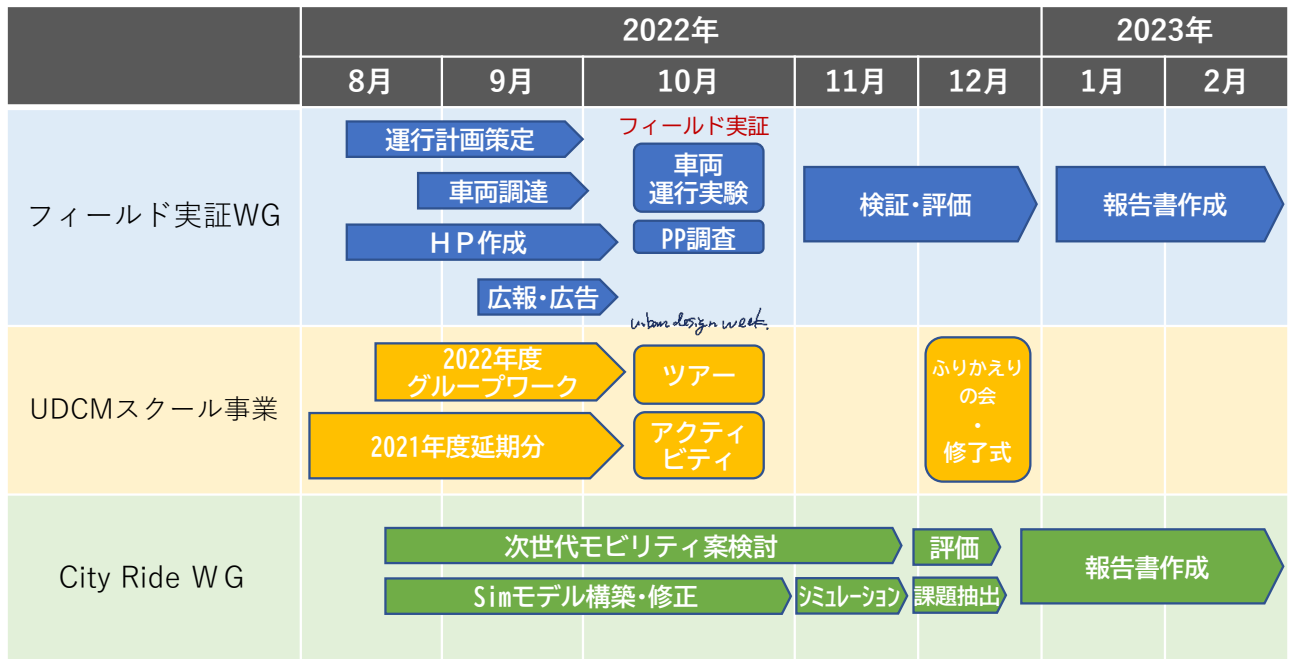 2022年
2023年
8月
9月
10月
11月
12月
1月
2月
フィールド実証WG
運行計画策定
車両調達
HP作成
広報・広告
フィールド実証
車両
運行実験
PP調査
検証・評価
報告書作成
UDCMスクール事業
2022年度
グループワーク
2021年度延期分
urban design week.
ツアー
アクティ
ビティ
ふりかえり
の会
・
修了式
City Ride WG
次世代モビリティ案検討
評価
Simモデル構築・修正
シミュレーション
課題抽出
報告書作成